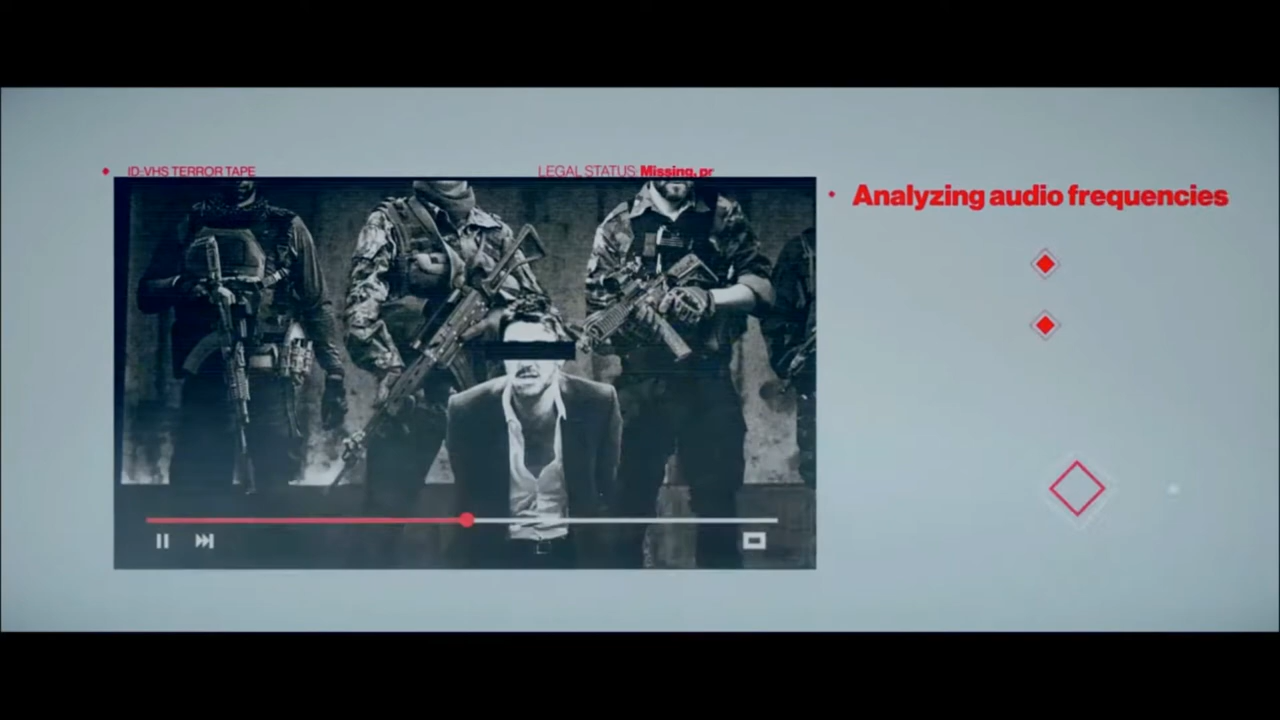 ID-VHS TERROR TAPE
LEGAL STATUS: Missing, pr
Analyzing audio frequencies